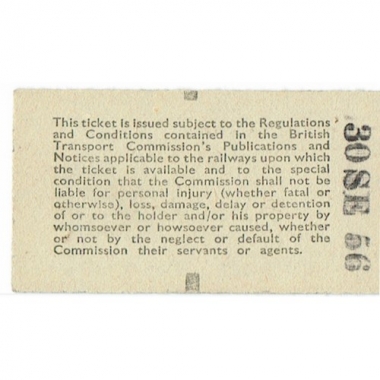 This ticket is issued subject to the Regulations
and Conditions contained in the British
Transport Commission's Publications and
Notices applicable to the railways upon which
the ticket is available and to the special
condition that the Commission shall not be
liable for personal injury (whether fatal or
otherwise), loss, damage, delay or detention
of or to the holder and/or his property by
whomsoever or howsoever caused, whether
or not by the neglect or default of the
Commission their servants or agents.
30SE 66